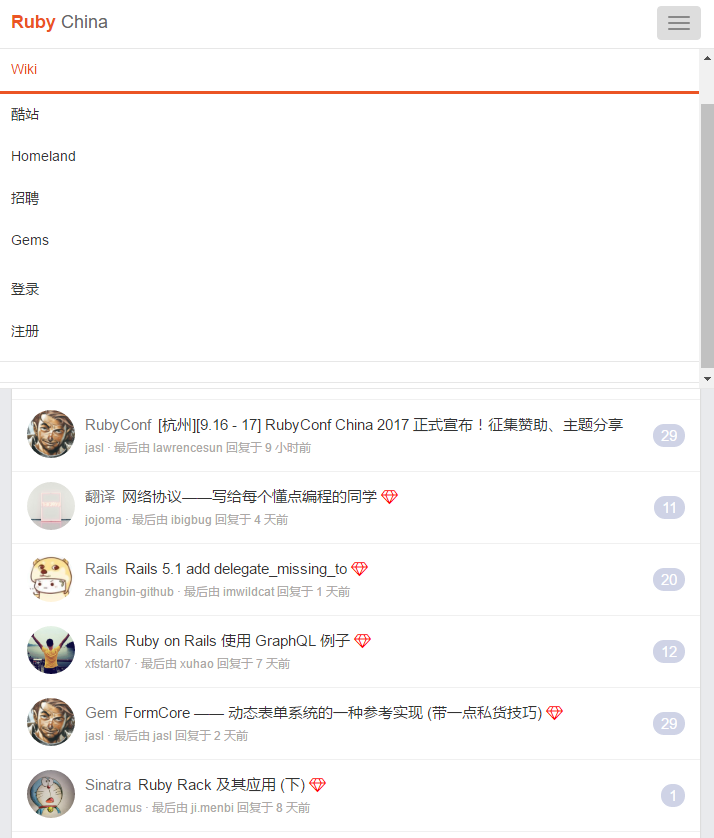 Ruby China
Wiki
酷站
Homeland
招聘
Gems
登录
注册
RubyConf [杭州][9.16 - 17] RubyConf China 2017 正式宣布！征集赞助、主题分享
29
jasl · 最后由 lawrencesun 回复于 9 小时前
翻译 网络协议——写给每个懂点编程的同学
11
jojoma · 最后由 ibigbug 回复于 4 天前
Rails Rails 5.1 add delegate_missing_to
20
zhangbin-github · 最后由 imwildcat 回复于 1 天前
Rails Ruby on Rails 使用 GraphQL 例子
12
xfstart07 · 最后由 xuhao 回复于 7 天前
Gem FormCore —— 动态表单系统的一种参考实现 (带一点私货技巧)
29
jasl · 最后由 jasl 回复于 2 天前
Sinatra Ruby Rack 及其应用 (下)
1
academus · 最后由 ji.menbi 回复于 8 天前